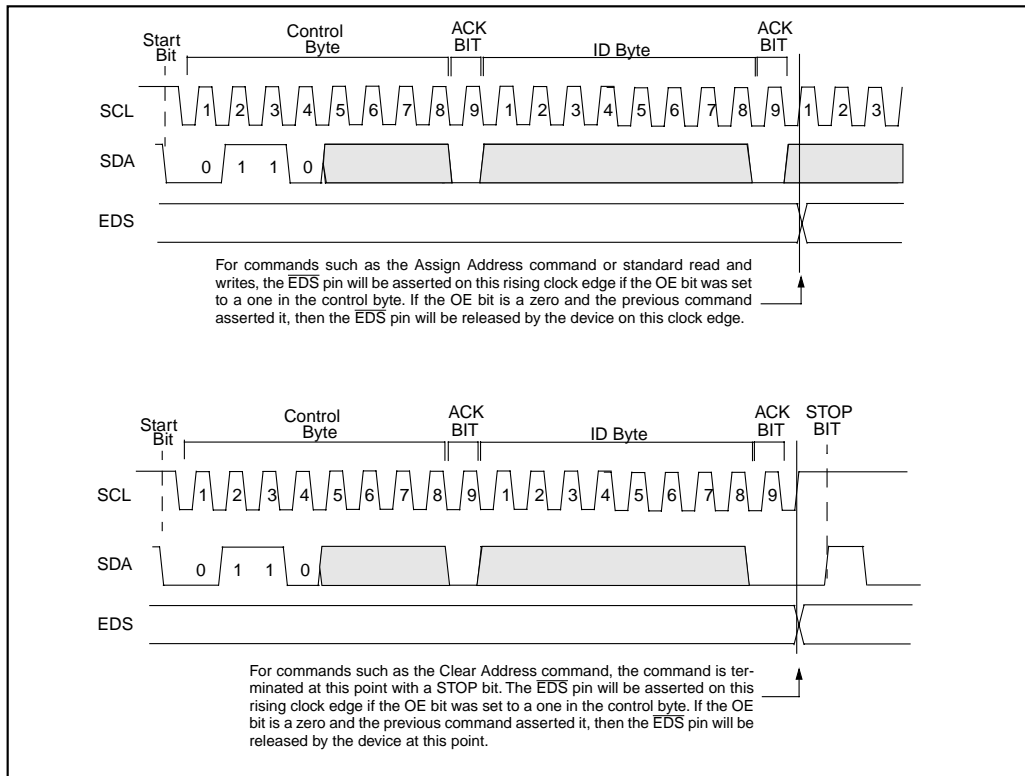 Start
Bit
Control
Byte
ACK
BIT
ID Byte
ACK
BIT
SCL 1 2 3 4 5 6 7 8 9 1 2 3 4 5 6 7 8 9 1 2 3
SDA 0 1 1 0
EDS
For commands such as the Assign Address command or standard read and
writes, the EDS pin will be asserted on this rising clock edge if the OE bit was set
to a one in the control byte. If the OE bit is a zero and the previous command
asserted it, then the EDS pin will be released by the device on this clock edge.
Start
Bit
Control
Byte
ACK
BIT
ID Byte
ACK
BIT
STOP
BIT
SCL 1 2 3 4 5 6 7 8 9 1 2 3 4 5 6 7 8 9
SDA 0 1 1 0
EDS
For commands such as the Clear Address command, the command is ter-
minated at this point with a STOP bit. The EDS pin will be asserted on this
rising clock edge if the OE bit was set to a one in the control byte. If the OE
bit is a zero and the previous command asserted it, then the EDS pin will be
released by the device at this point.